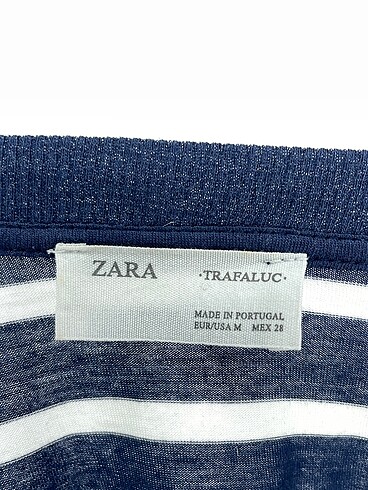 ZARA ·TRAFALUC·
MADE IN PORTUGAL
EUR/USA M MEX 28